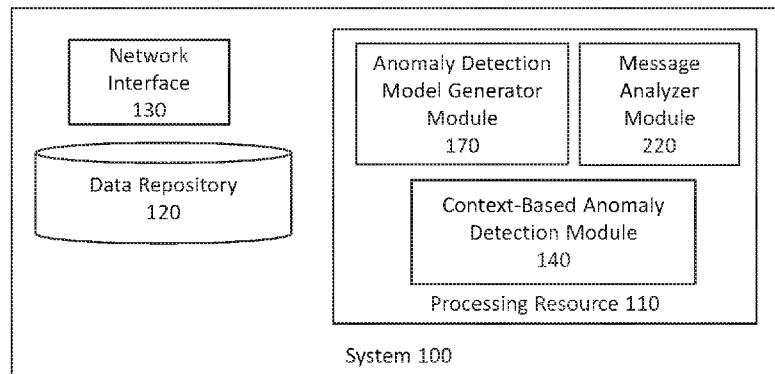 Network
Interface
130
Data Repository
120
Anomaly Detection
Model Generator
Module
170
Message
Analyzer
Module
220
Context-Based Anomaly
Detection Module
140
Processing Resource 110
System 100